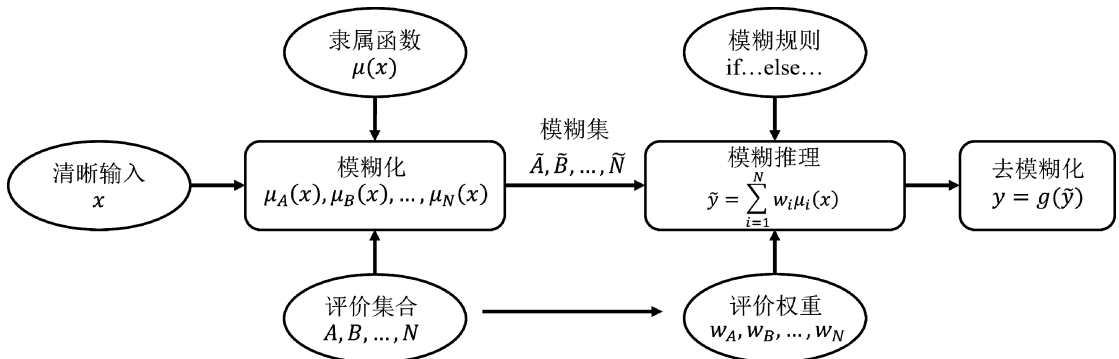 隶属函数
μ(x)
模糊规则
if…else…
清晰输入
x
模糊化
μ_A(x), μ_B(x), … , μ_N(x)
模糊集
Ã, B̃, … , Ñ
模糊推理
ỹ = ∑_{i=1}^{N} w_i μ_i(x)
去模糊化
y = g(ỹ)
评价集合
A, B, … , N
评价权重
w_A, w_B, … , w_N